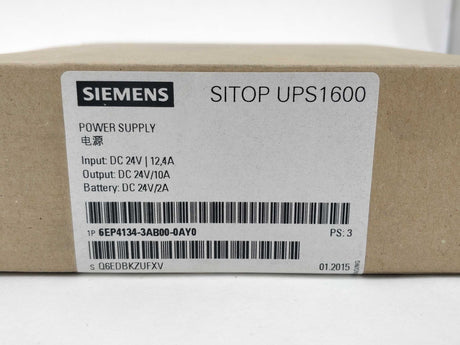 SIEMENS SITOP UPS1600
POWER SUPPLY
电源
Input: DC 24V | 12,4A
Output: DC 24V/10A
Battery: DC 24V/2A
1P 6EP4134-3AB00-0AY0 PS: 3
S Q6EDBKZUFXV 01.2015